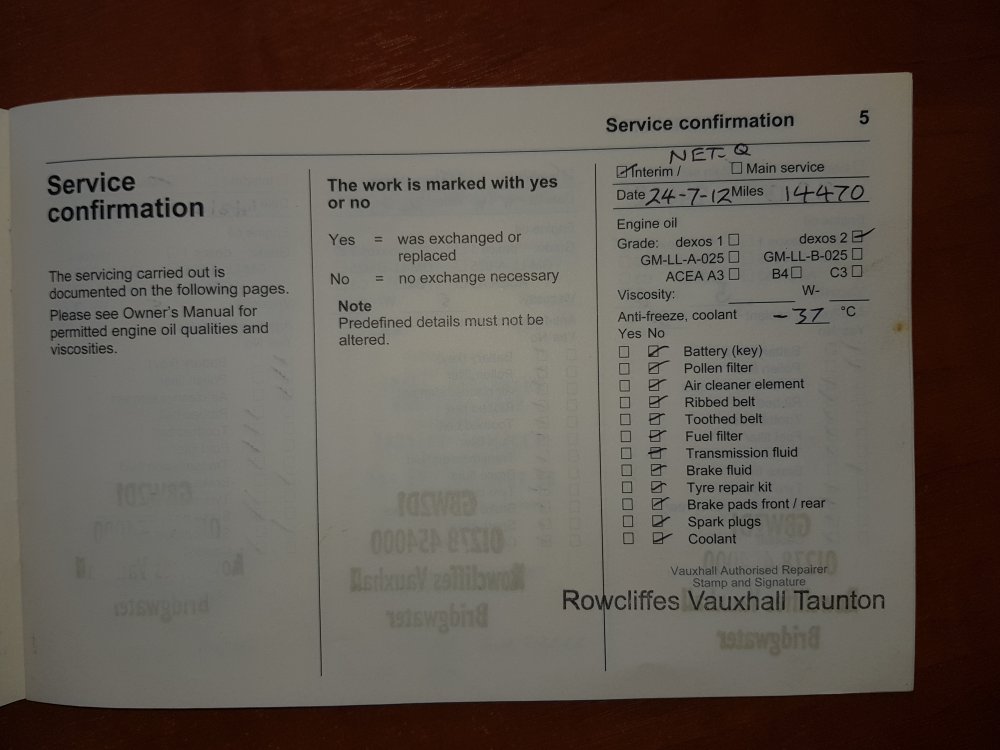 Service confirmation 5
Service
confirmation
The servicing carried out is
documented on the following pages.
Please see Owner's Manual for
permitted engine oil qualities and
viscosities.
The work is marked with yes
or no
Yes = was exchanged or
replaced
No = no exchange necessary
Note
Predefined details must not be
altered.
NET-Q
Interim / Main service
Date 24-7-12 Miles 14470
Engine oil
Grade: dexos 1 dexos 2
GM-LL-A-025 GM-LL-B-025
ACEA A3 B4 C3
Viscosity: W-
Anti-freeze, coolant -37 °C
Yes No
Battery (key)
Pollen filter
Air cleaner element
Ribbed belt
Toothed belt
Fuel filter
Transmission fluid
Brake fluid
Tyre repair kit
Brake pads front / rear
Spark plugs
Coolant
Vauxhall Authorised Repairer
Stamp and Signature
Rowcliffes Vauxhall Taunton
GBW2D1
01278 454000
Rowcliffes Vauxhall
Bridgwater